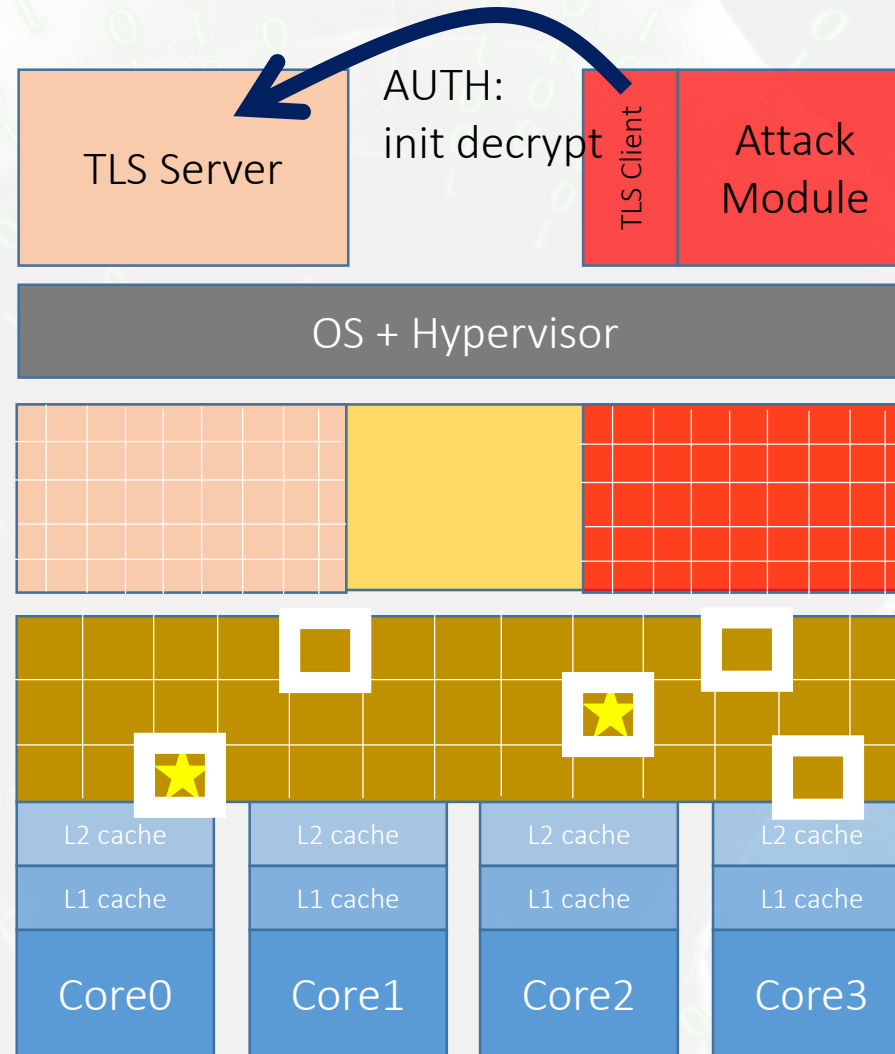 AUTH:
init decrypt
TLS Server
TLS Client
Attack
Module
OS + Hypervisor
L2 cache
L2 cache
L2 cache
L2 cache
L1 cache
L1 cache
L1 cache
L1 cache
Core0
Core1
Core2
Core3